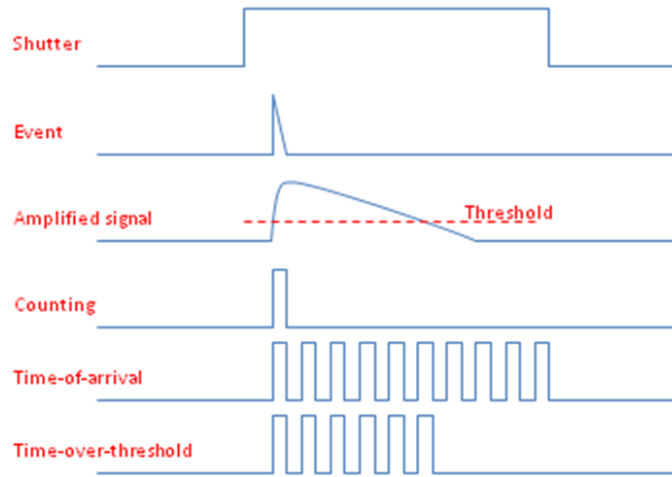 Shutter
Event
Amplified signal
Threshold
Counting
Time-of-arrival
Time-over-threshold